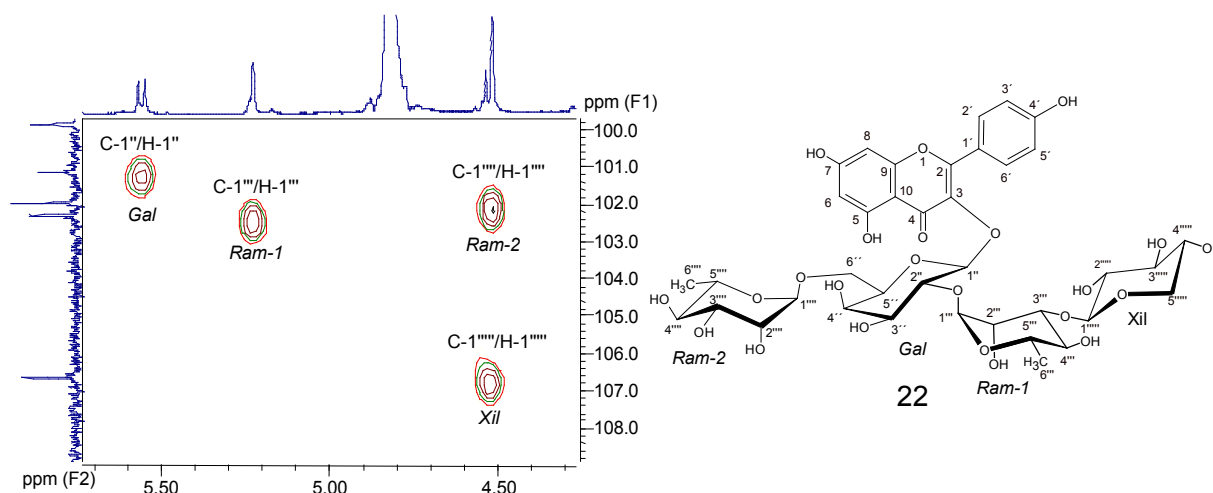 ppm (F1)
C-1''/H-1''
Gal
C-1'''/H-1'''
Ram-1
C-1''''/H-1''''
Ram-2
C-1'''''/H-1'''''
Xil
100.0
101.0
102.0
103.0
104.0
105.0
106.0
107.0
108.0
5.50
5.00
4.50
ppm (F2)
3´
OH
2´
4´
8
1´
5´
HO
O
1
7
9
2
6´
6
10
3
5
4
OH
O
O
6´´
O
1''
4'''''
O
HO
6''''
5''''
H₃C
O
O
HO
5´´
2''
O
2'''''
3'''''
HO
O
5'''''
HO
3''''
1''''
4´´
HO
3´´
1'''
2'''
3'''
O
1'''''
Xil
4''''
HO
OH
2''''
Gal
O
5'''
OH
4'''
Ram-2
OH
H₃C
6'''
22
Ram-1